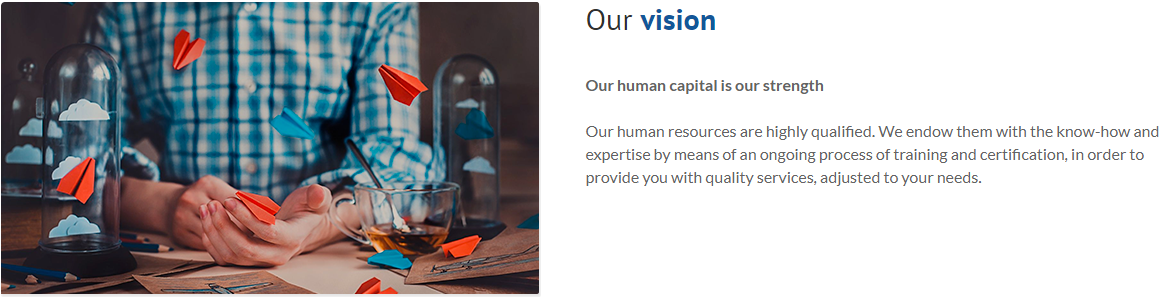 Our vision
Our human capital is our strength
Our human resources are highly qualified. We endow them with the know-how and
expertise by means of an ongoing process of training and certification, in order to
provide you with quality services, adjusted to your needs.